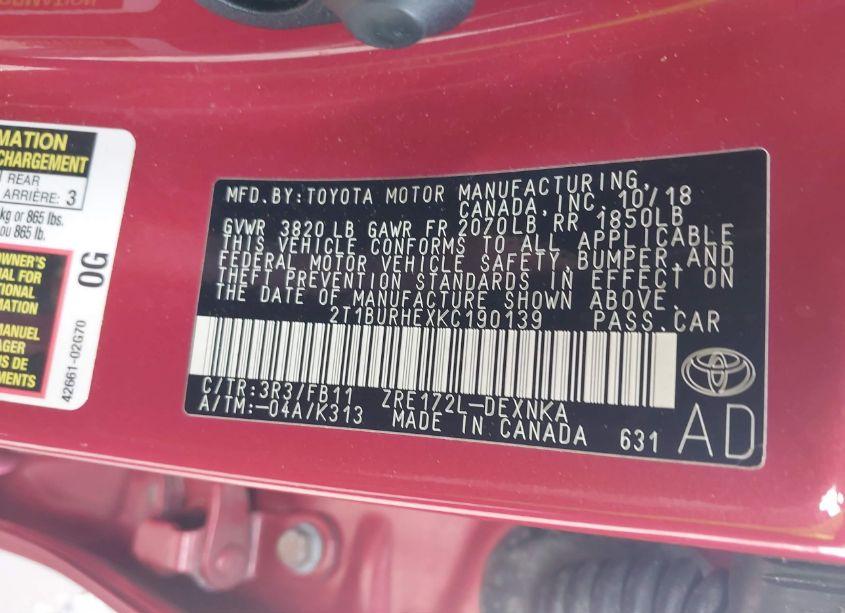 MATION
CHARGEMENT
REAR
ARRIÈRE: 3
kg or 865 lbs.
ou 865 lb.
OWNER'S
AL FOR
TIONAL
MATION
MANUEL
AGER
S DE
EMENTS
0G
42661-02G70
MFD.BY:TOYOTA MOTOR MANUFACTURING,
CANADA, INC. 10/18
GVWR 3820 LB GAWR FR 2070LB, RR 1850LB
THIS VEHICLE CONFORMS TO ALL APPLICABLE
FEDERAL MOTOR VEHICLE SAFETY,BUMPER,AND
THEFT PREVENTION STANDARDS IN EFFECT ON
THE DATE OF MANUFACTURE SHOWN ABOVE.
2T1BURHEXKC190139 PASS.CAR
C/TR:3R3/FB11 ZRE172L-DEXNKA
A/TM:-04A/K313 MADE IN CANADA 631
AD